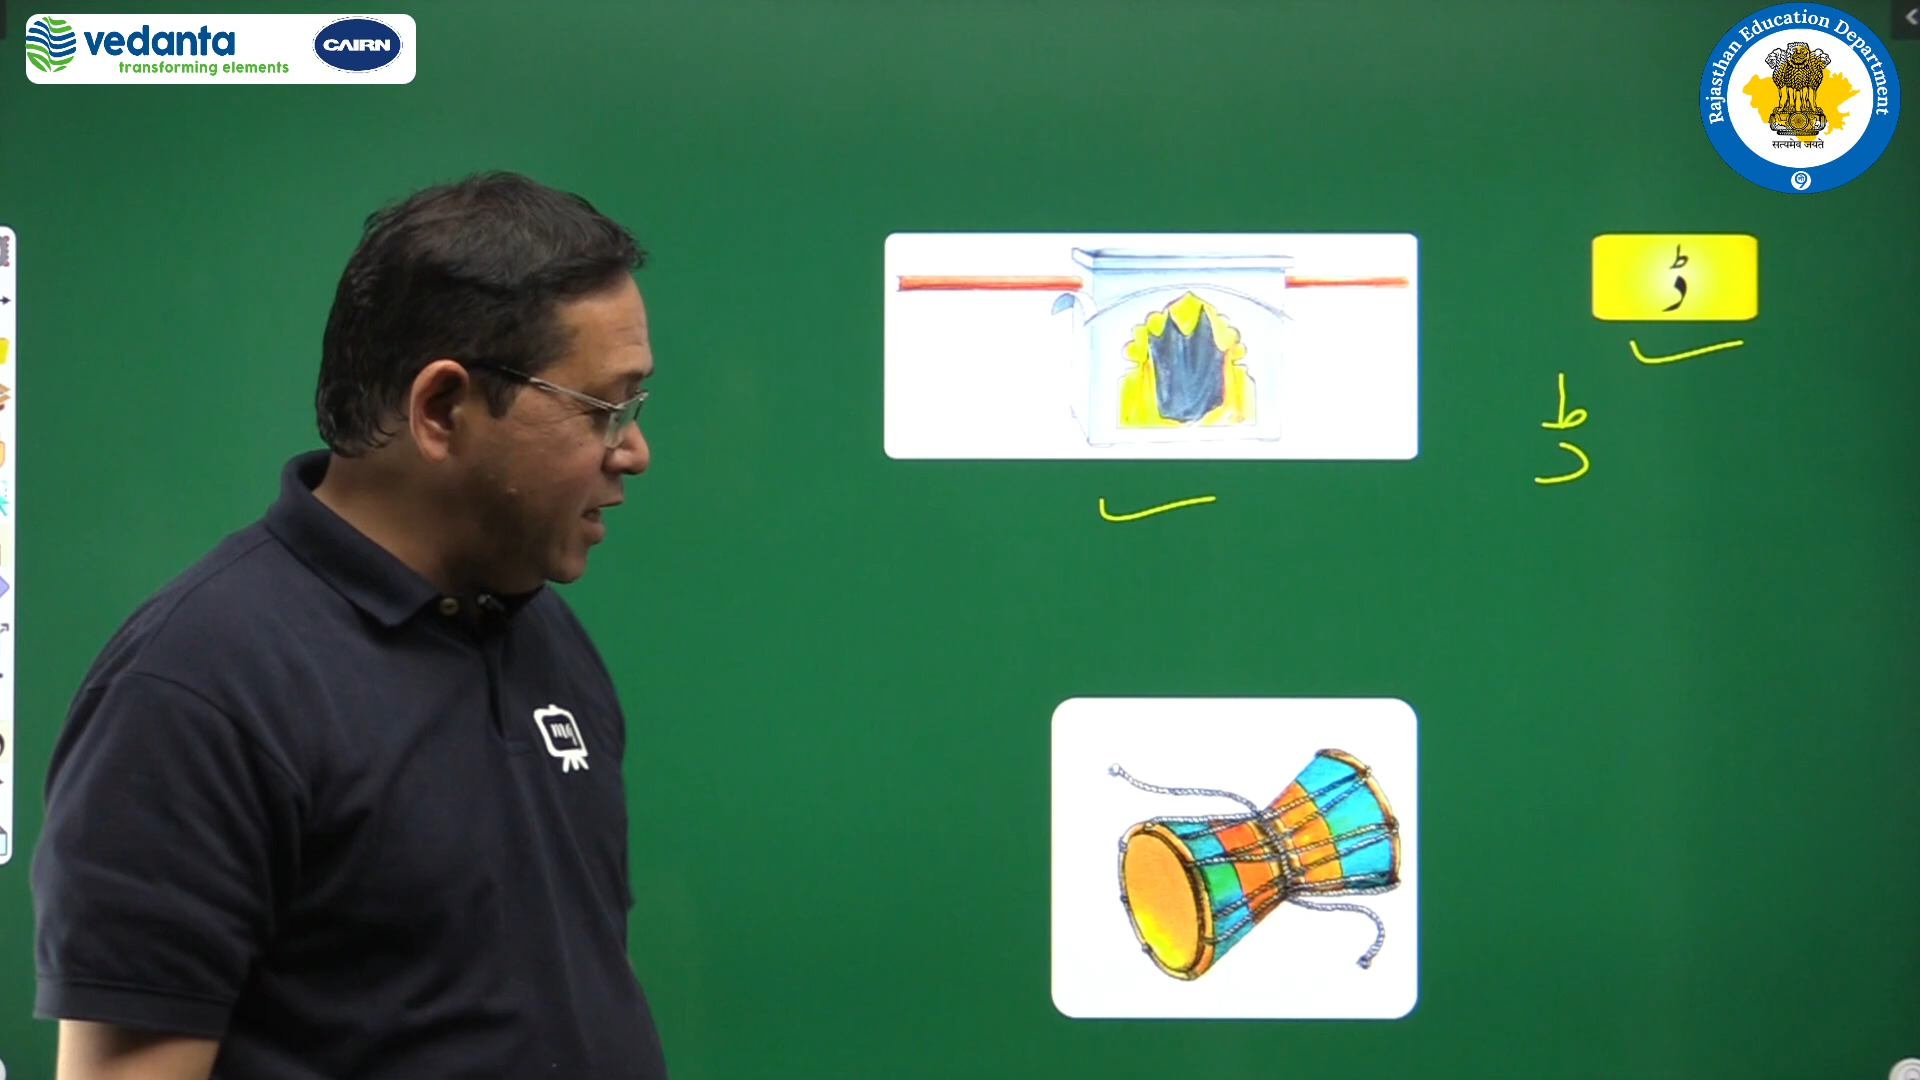 vedanta
transforming elements
CAIRN
Rajasthan Education Department
सत्यमेव जयते
ڈ
ط
د